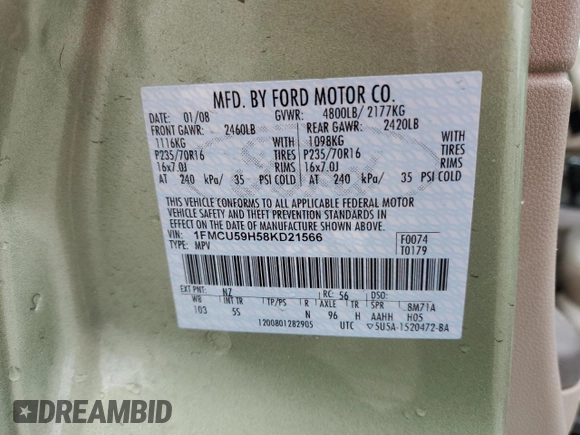 MFD. BY FORD MOTOR CO.
DATE: 01/08 GVWR: 4800LB/ 2177KG
FRONT GAWR: 2460LB REAR GAWR: 2420LB
1116KG WITH 1098KG WITH
P235/70R16 TIRES P235/70R16 TIRES
16x7.0J RIMS 16x7.0J RIMS
AT 240 kPa/ 35 PSI COLD AT 240 kPa/ 35 PSI COLD
THIS VEHICLE CONFORMS TO ALL APPLICABLE FEDERAL MOTOR
VEHICLE SAFETY AND THEFT PREVENTION STANDARDS IN
EFFECT ON THE DATE OF MANUFACTURE SHOWN ABOVE.
VIN: 1FMCU59H58KD21566 F0074
TYPE: MPV T0179
EXT PNT: NZ RC: 56 DSO:
WB INT TR TP/PS R AXLE TR SPR 8M71A
103 5S N 96 H AAHH H05
1200801282905 UTC 5U5A-1520472-BA
DREAMBID